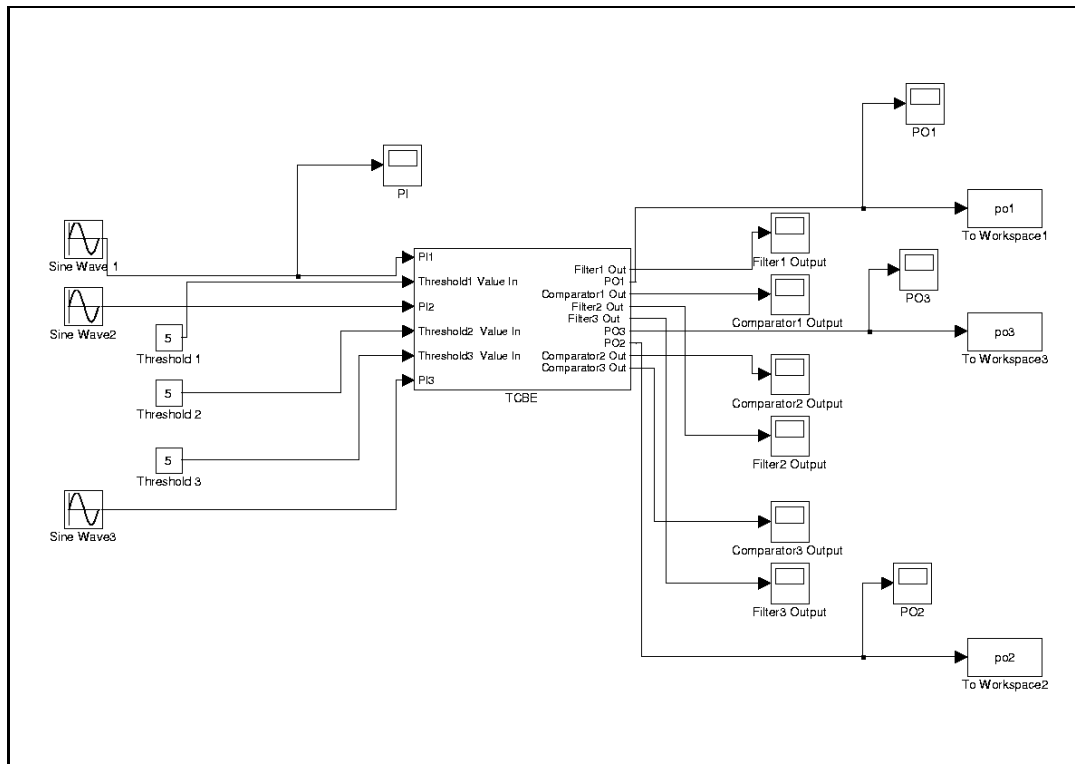 PO1
PI
po1
To Workspace1
Sine Wave 1
Filter1 Output
PI1
Threshold1 Value In
PI2
Threshold2 Value In
Threshold3 Value In
PI3
Filter1 Out
PO1
Comparator1 Out
Filter2 Out
Filter3 Out
PO3
PO2
Comparator2 Out
Comparator3 Out
TCBE
PO3
Sine Wave2
Comparator1 Output
5
Threshold 1
po3
To Workspace3
5
Threshold 2
Comparator2 Output
5
Threshold 3
Filter2 Output
Sine Wave3
Comparator3 Output
Filter3 Output
PO2
po2
To Workspace2